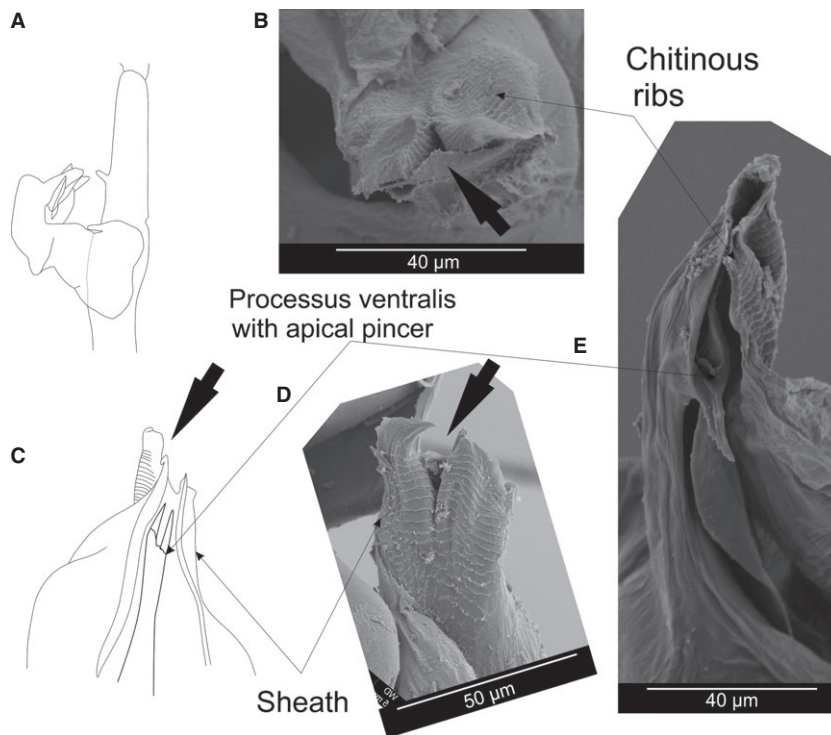 A
B
Chitinous
ribs
40 µm
Processus ventralis
with apical pincer
E
D
C
Sheath
50 µm
40 µm